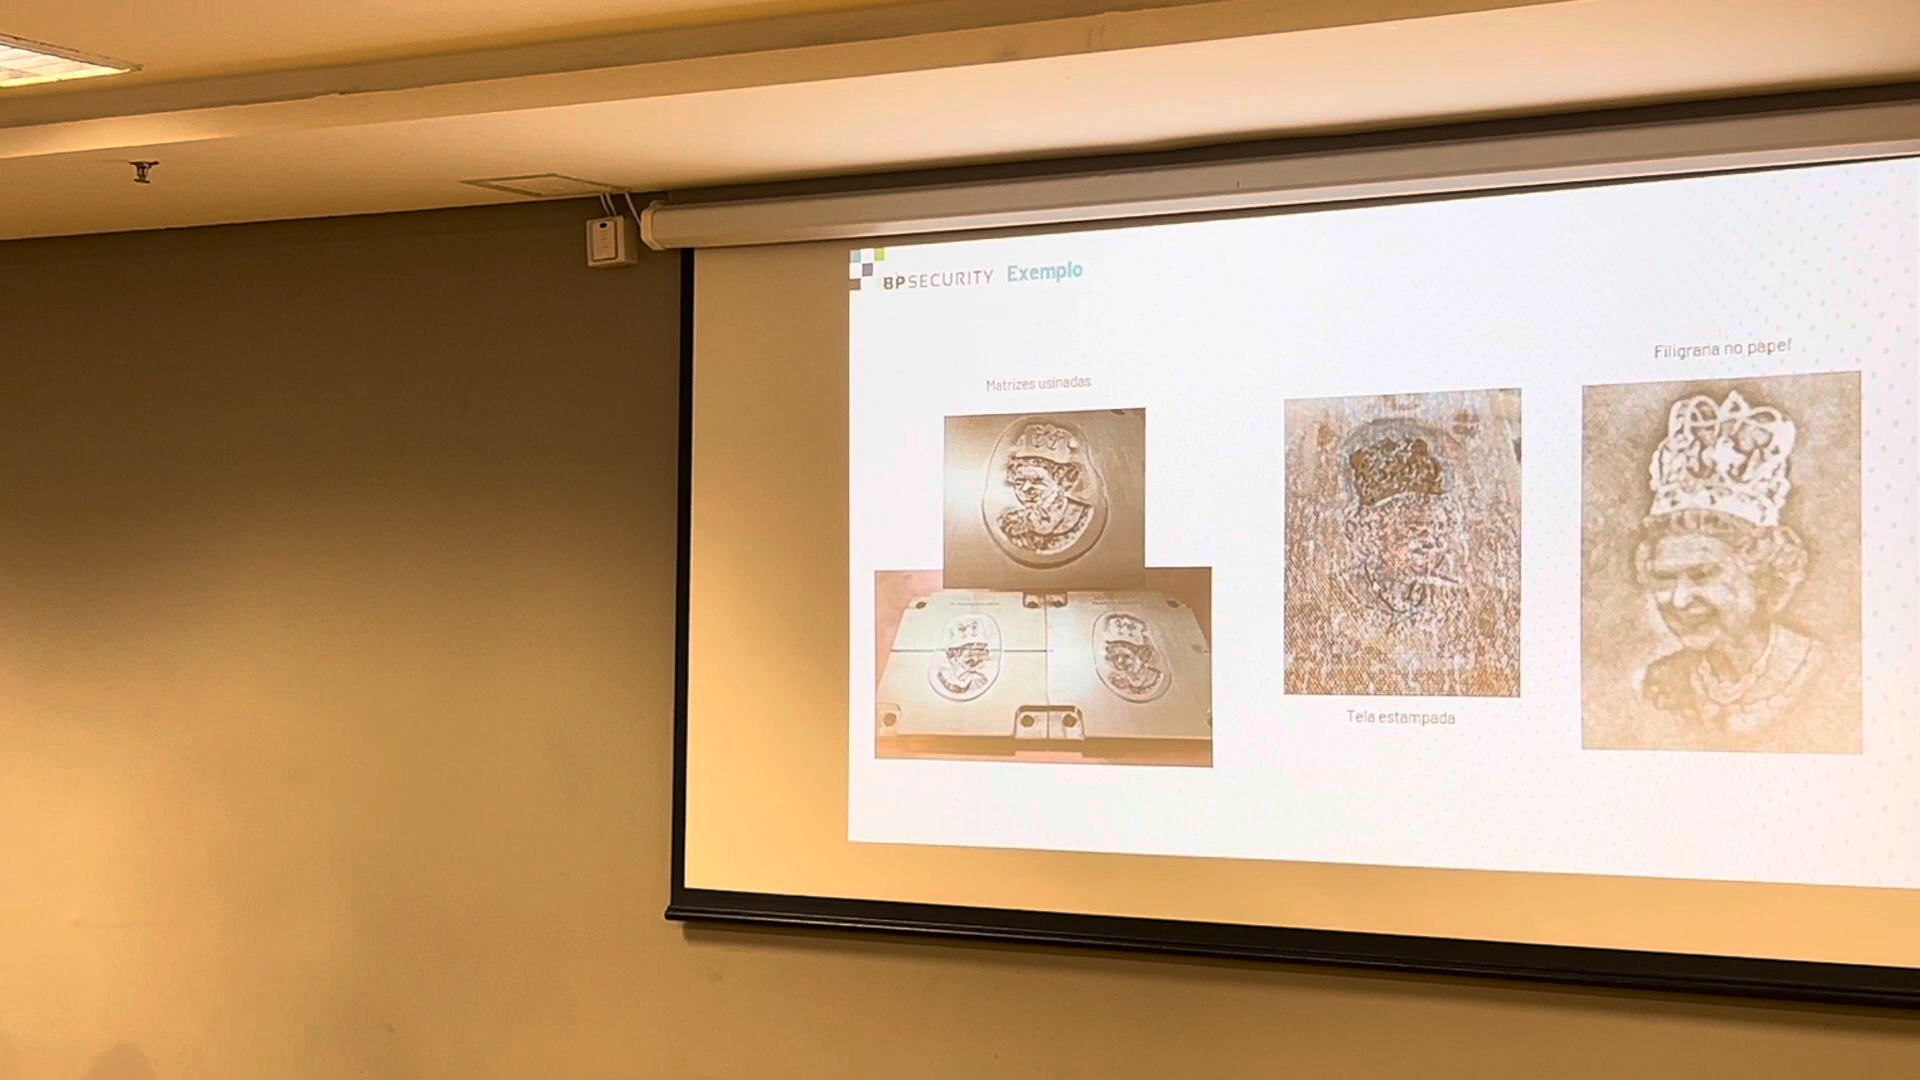 BPSECURITY Exemplo
Matrizes usinadas
Tela estampada
Filigrana no papel